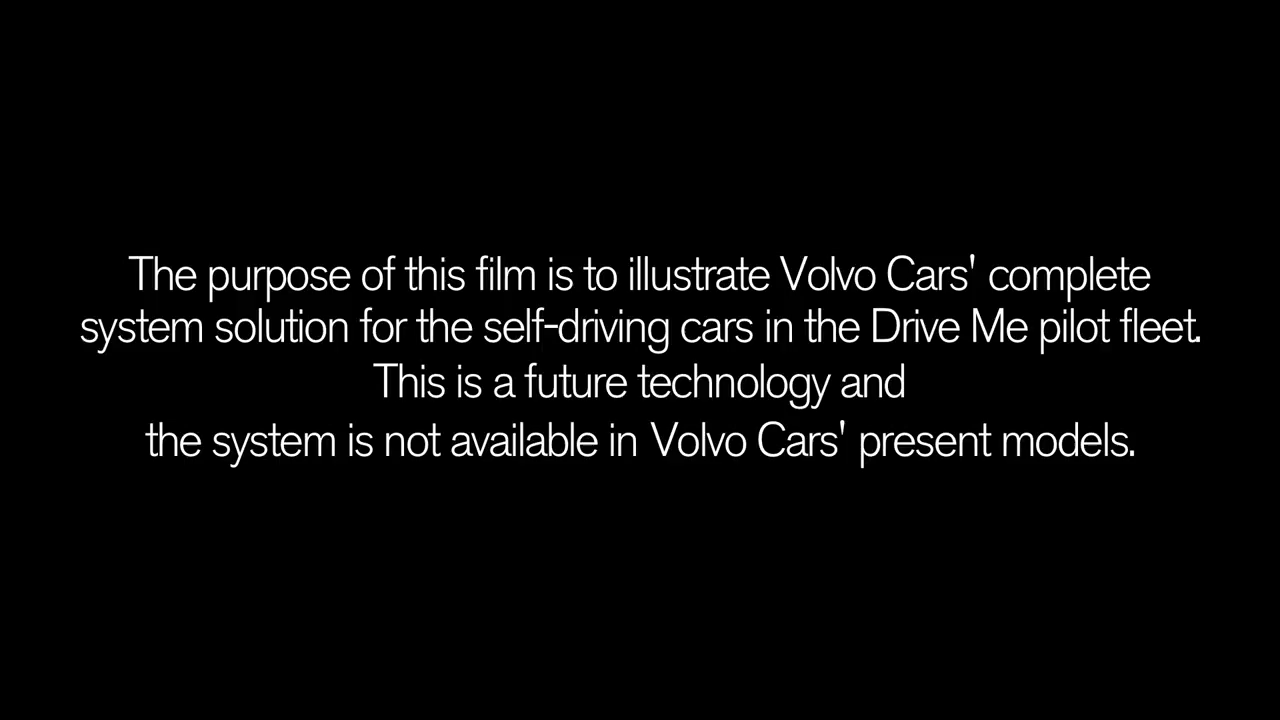 The purpose of this film is to illustrate Volvo Cars' complete
system solution for the self-driving cars in the Drive Me pilot fleet.
This is a future technology and
the system is not available in Volvo Cars' present models.